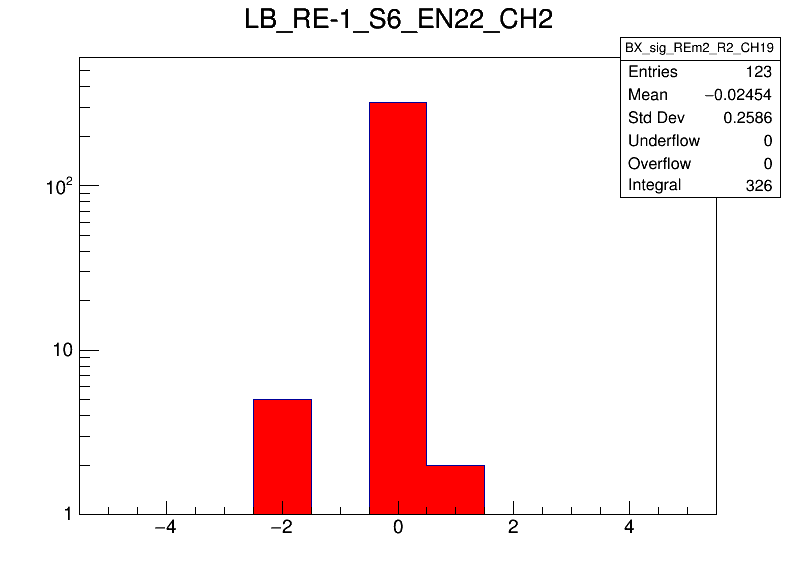 LB_RE-1_S6_EN22_CH2
BX_sig_REm2_R2_CH19
Entries 123
Mean −0.02454
Std Dev 0.2586
Underflow 0
Overflow 0
Integral 326
10²
10
1
−4 −2 0 2 4